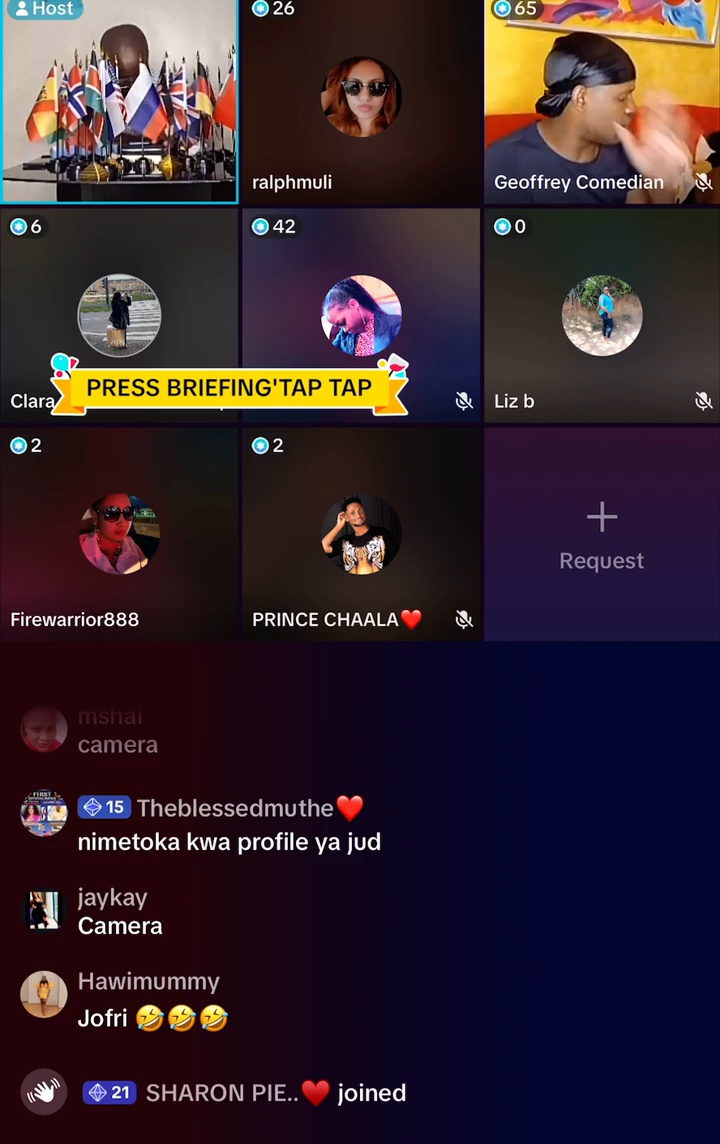 Host
26
65
ralphmuli
Geoffrey Comedian
6
42
0
Clara
PRESS BRIEFING'TAP TAP
Liz b
2
2
Firewarrior888
PRINCE CHAALA❤️
Request
mshai
camera
15 Theblessedmuthe❤️
nimetoka kwa profile ya jud
jaykay
Camera
Hawimummy
Jofri 🤣🤣🤣
21 SHARON PIE..❤️ joined